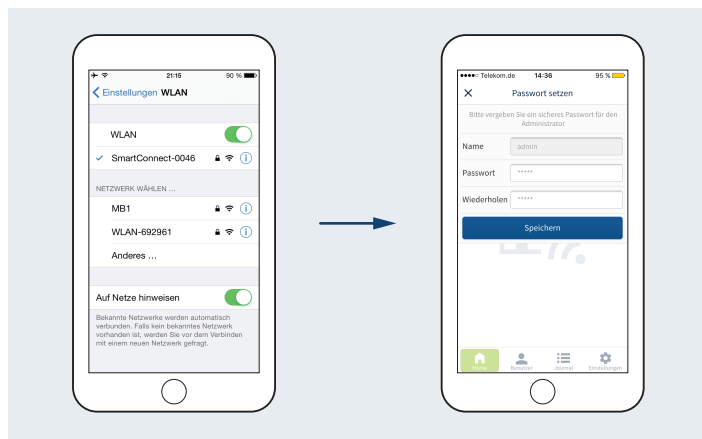 21:15
90 %
Einstellungen WLAN
WLAN
SmartConnect-0046
NETZWERK WÄHLEN ...
MB1
WLAN-692961
Anderes ...
Auf Netze hinweisen
Bekannte Netzwerke werden automatisch
verbunden. Falls kein bekanntes Netzwerk
vorhanden ist, werden Sie vor dem Verbinden
mit einem neuen Netzwerk gefragt.
Telekom.de 14:36 95 %
Passwort setzen
Bitte vergeben Sie ein sicheres Passwort für den
Administrator
Name admin
Passwort *****
Wiederholen *****
Speichern
Home Benutzer Journal Einstellungen